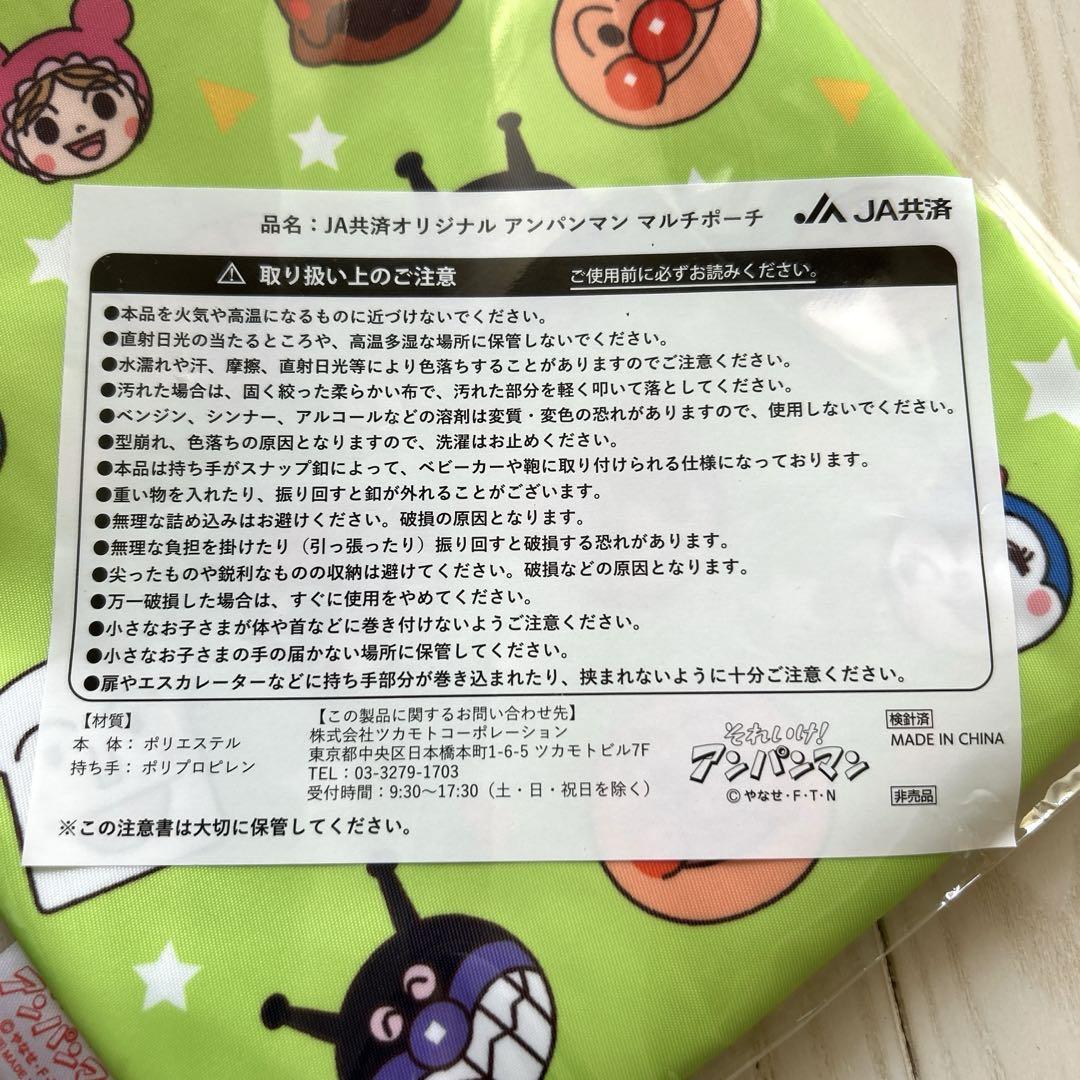 品名：JA共済オリジナル アンパンマン マルチポーチ
JA共済
⚠ 取り扱い上のご注意 ご使用前に必ずお読みください。
●本品を火気や高温になるものに近づけないでください。
●直射日光の当たるところや、高温多湿な場所に保管しないでください。
●水濡れや汗、摩擦、直射日光等により色落ちすることがありますのでご注意ください。
●汚れた場合は、固く絞った柔らかい布で、汚れた部分を軽く叩いて落としてください。
●ベンジン、シンナー、アルコールなどの溶剤は変質・変色の恐れがありますので、使用しないでください。
●型崩れ、色落ちの原因となりますので、洗濯はお止めください。
●本品は持ち手がスナップ釦によって、ベビーカーや鞄に取り付けられる仕様になっております。
●重い物を入れたり、振り回すと釦が外れることがございます。
●無理な詰め込みはお避けください。破損の原因となります。
●無理な負担を掛けたり（引っ張ったり）振り回すと破損する恐れがあります。
●尖ったものや鋭利なものの収納は避けてください。破損などの原因となります。
●万一破損した場合は、すぐに使用をやめてください。
●小さなお子さまが体や首などに巻き付けないようご注意ください。
●小さなお子さまの手の届かない場所に保管してください。
●扉やエスカレーターなどに持ち手部分が巻き込まれたり、挟まれないように十分ご注意ください。
【材質】
本 体：ポリエステル
持ち手：ポリプロピレン
【この製品に関するお問い合わせ先】
株式会社ツカモトコーポレーション
東京都中央区日本橋本町1-6-5 ツカモトビル7F
TEL：03-3279-1703
受付時間：9:30～17:30（土・日・祝日を除く）
それいけ！
アンパンマン
©やなせ・F・T・N
検針済
MADE IN CHINA
非売品
※この注意書は大切に保管してください。
アンパンマ
©やなせ・F・